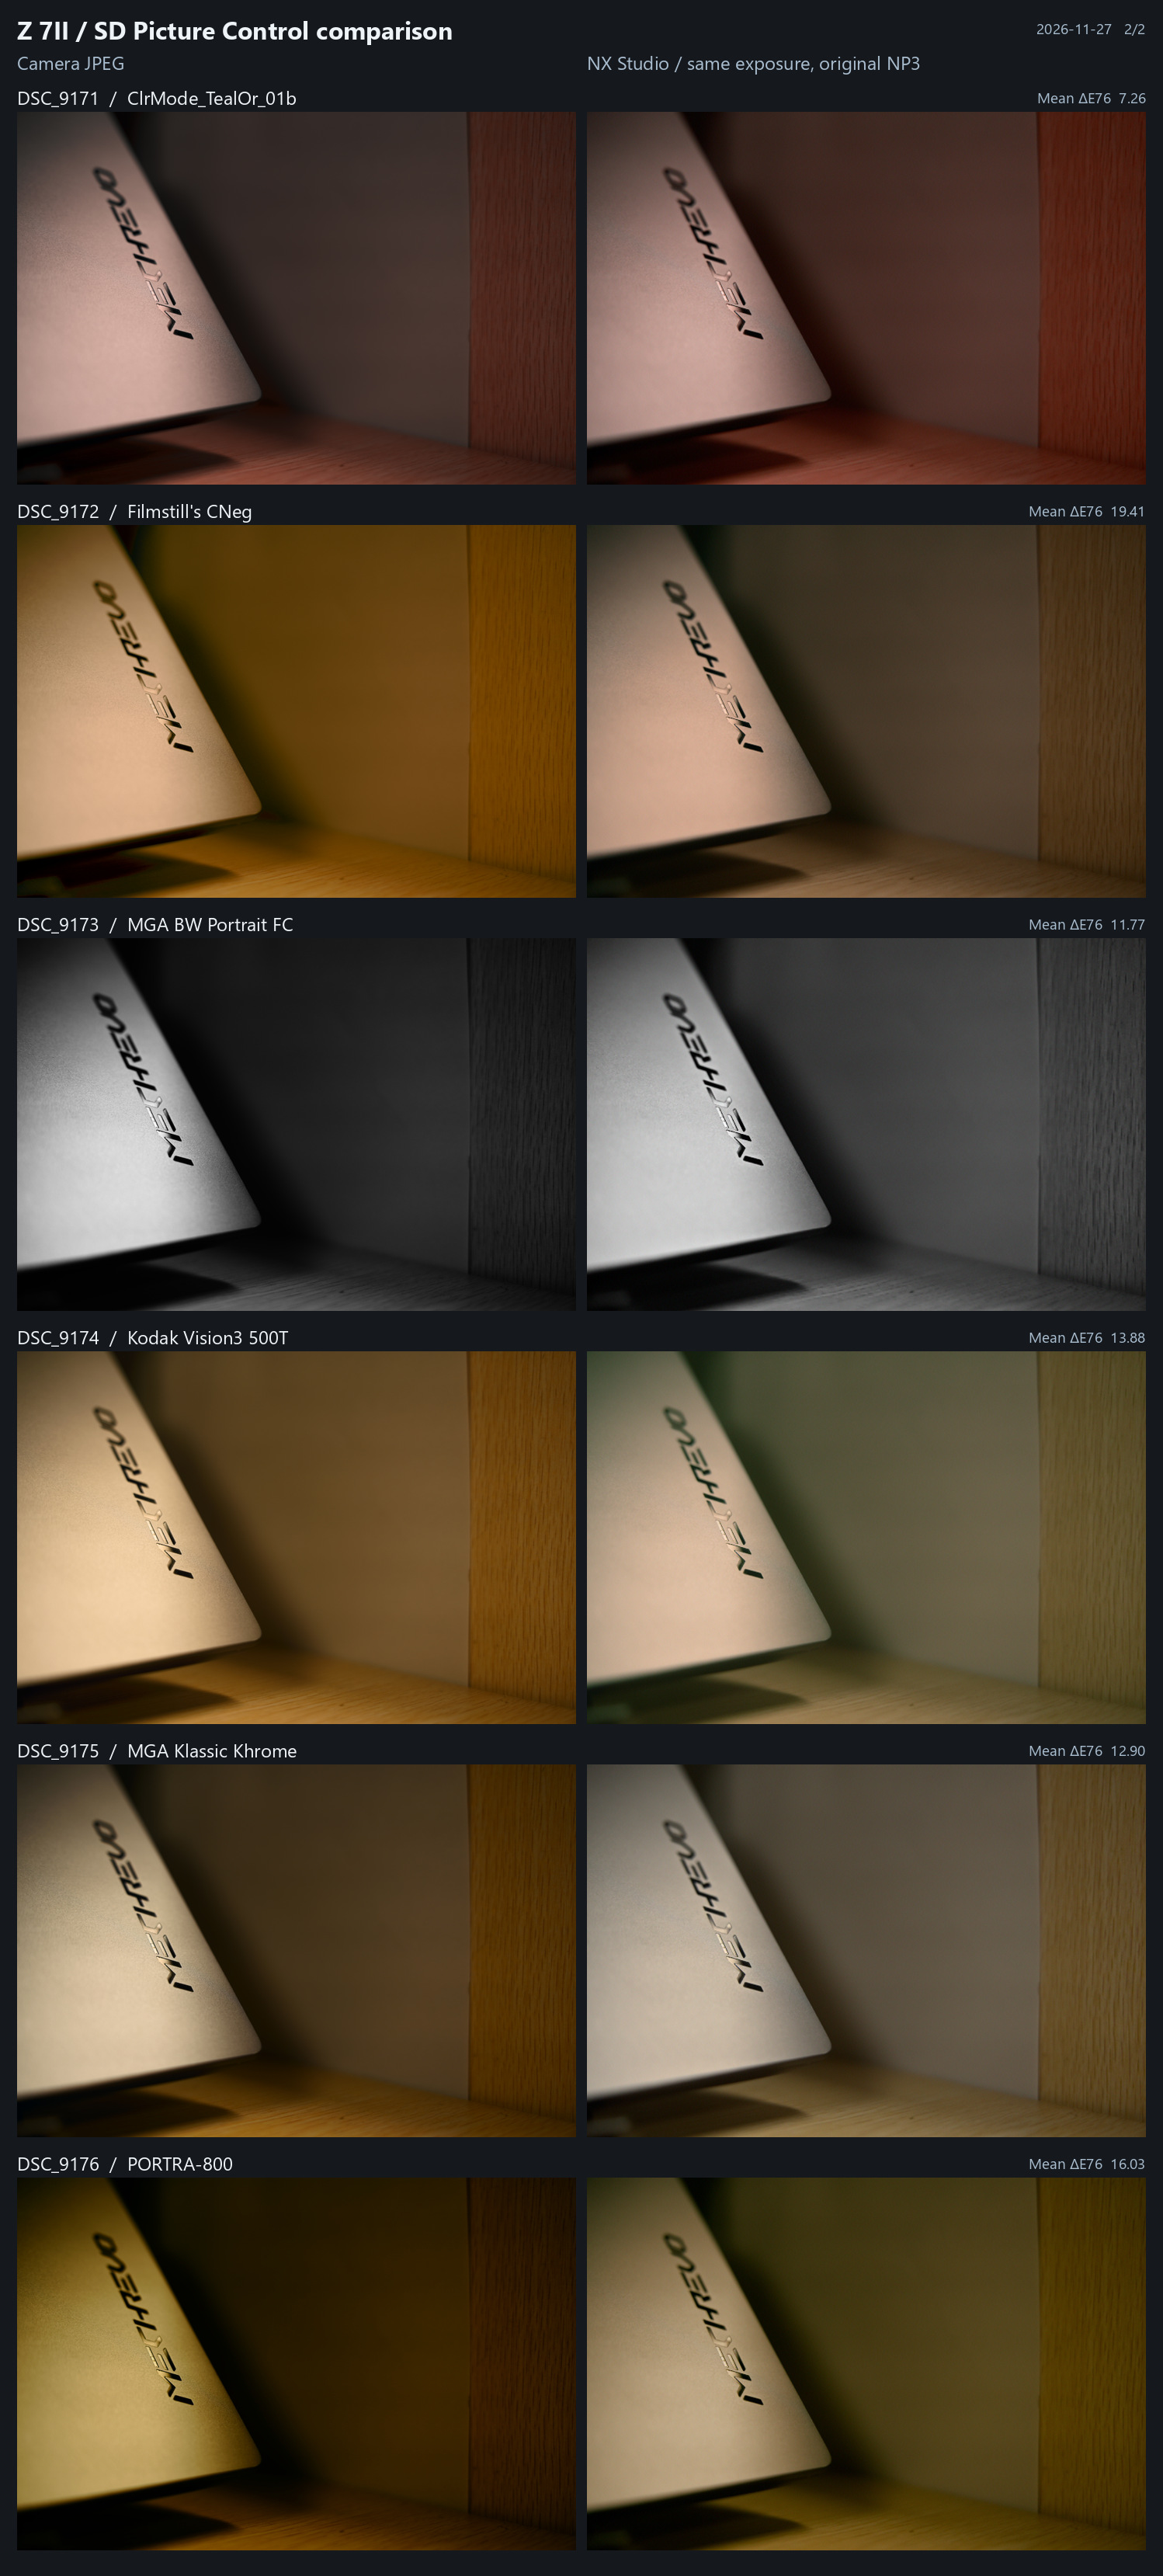 Z 7II / SD Picture Control comparison
2026-11-27 2/2
Camera JPEG
NX Studio / same exposure, original NP3
DSC_9171 / ClrMode_TealOr_01b
Mean ΔE76 7.26
DSC_9172 / Filmstill's CNeg
Mean ΔE76 19.41
DSC_9173 / MGA BW Portrait FC
Mean ΔE76 11.77
DSC_9174 / Kodak Vision3 500T
Mean ΔE76 13.88
DSC_9175 / MGA Klassic Khrome
Mean ΔE76 12.90
DSC_9176 / PORTRA-800
Mean ΔE76 16.03